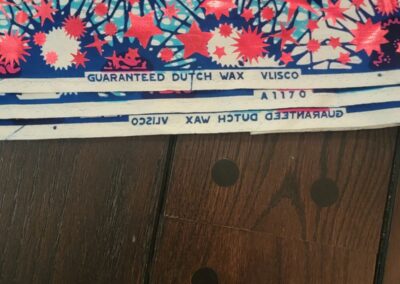 GUARANTEED DUTCH WAX VLISCO
A1170
GUARANTEED DUTCH WAX VLISCO